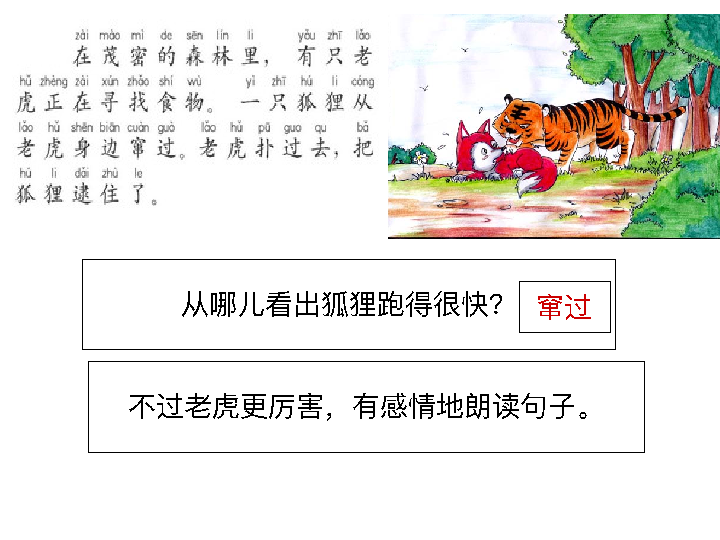 zài mào mì de sēn lín lǐ yǒu zhī lǎo
在茂密的森林里，有只老
hǔ zhèng zài xún zhǎo shí wù yì zhī hú li cóng
虎正在寻找食物。一只狐狸从
lǎo hǔ shēn biān cuàn guò lǎo hǔ pū guo qu bǎ
老虎身边窜过。老虎扑过去，把
hú li dǎi zhù le
狐狸逮住了。
从哪儿看出狐狸跑得很快？ 窜过
不过老虎更厉害，有感情地朗读句子。